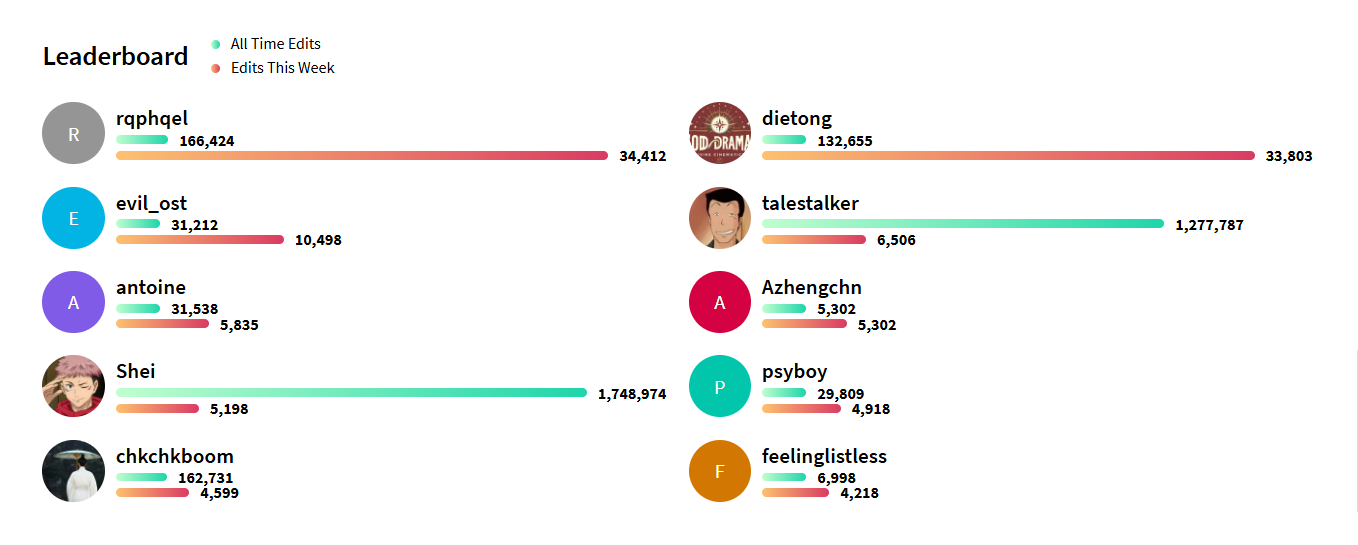 Leaderboard
All Time Edits
Edits This Week
R
rqphqel
166,424
34,412
OD/DRAMA
dietong
132,655
33,803
E
evil_ost
31,212
10,498
talestalker
1,277,787
6,506
A
antoine
31,538
5,835
A
Azhengchn
5,302
5,302
Shei
1,748,974
5,198
P
psyboy
29,809
4,918
chkchkboom
162,731
4,599
F
feelinglistless
6,998
4,218